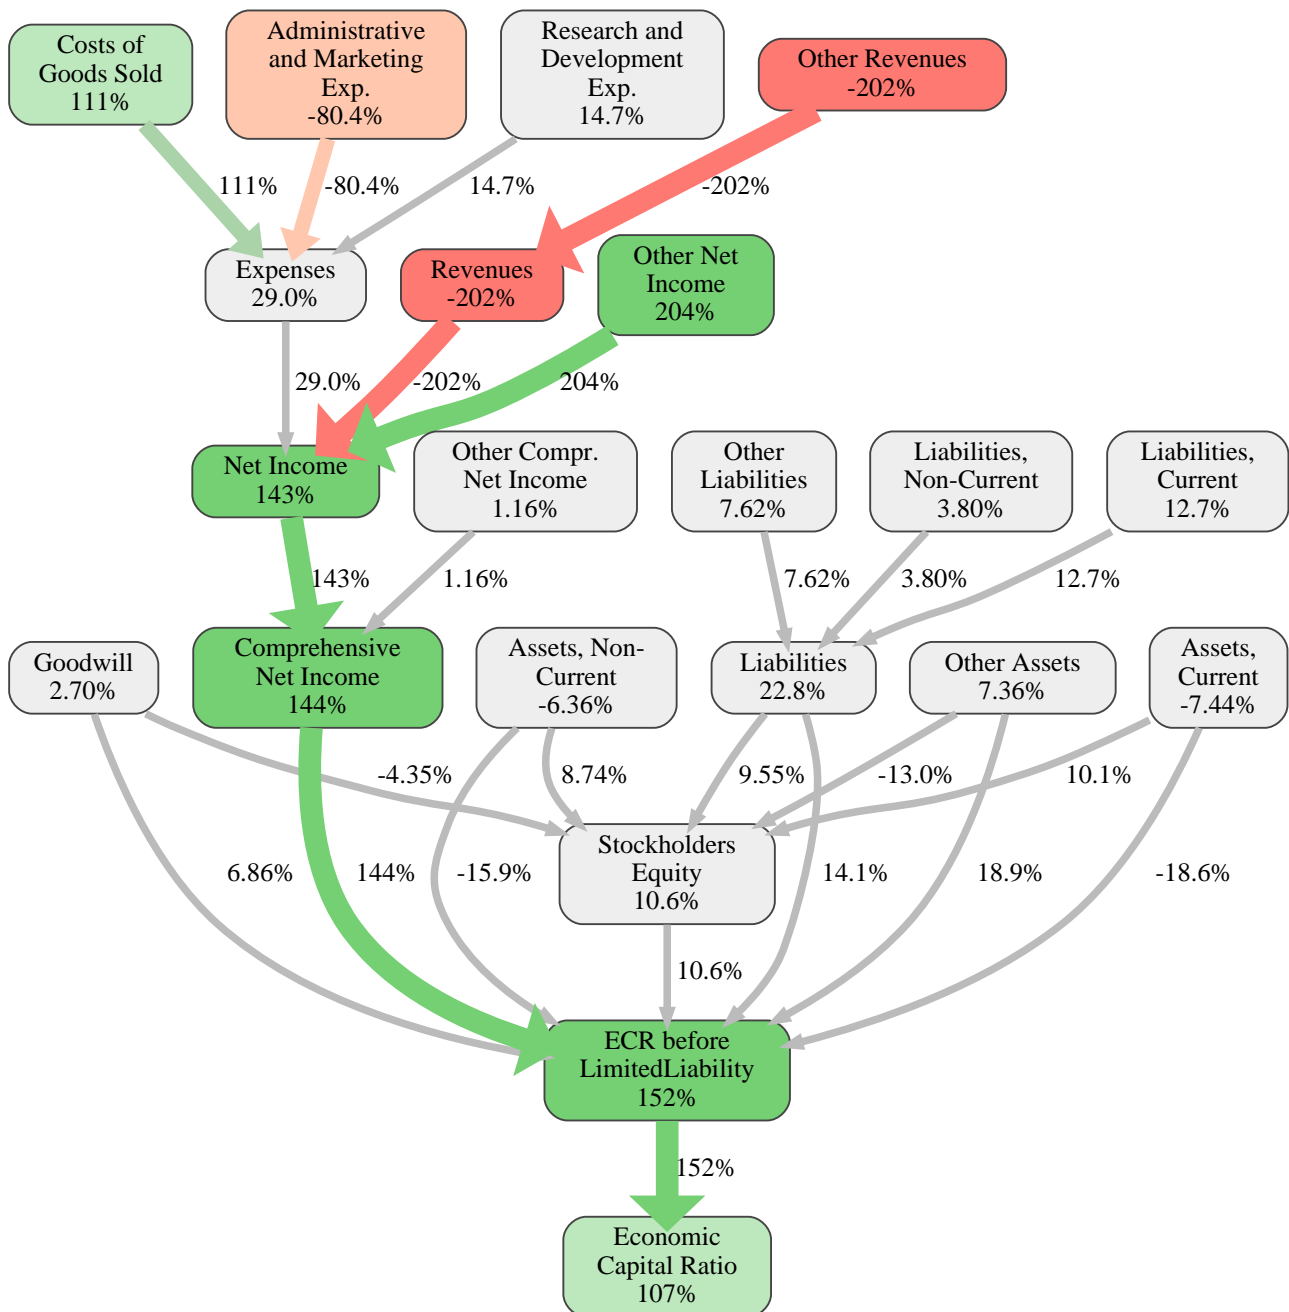 Costs of
Goods Sold
111%
Administrative
and Marketing
Exp.
-80.4%
Research and
Development
Exp.
14.7%
Other Revenues
-202%
111%
-80.4%
14.7%
-202%
Expenses
29.0%
Revenues
-202%
Other Net
Income
204%
29.0%
-202%
204%
Net Income
143%
Other Compr.
Net Income
1.16%
Other
Liabilities
7.62%
Liabilities,
Non-Current
3.80%
Liabilities,
Current
12.7%
143%
1.16%
7.62%
3.80%
12.7%
Goodwill
2.70%
Comprehensive
Net Income
144%
Assets, Non-
Current
-6.36%
Liabilities
22.8%
Other Assets
7.36%
Assets,
Current
-7.44%
-4.35%
8.74%
9.55%
-13.0%
10.1%
Stockholders
Equity
10.6%
6.86%
144%
-15.9%
14.1%
18.9%
-18.6%
10.6%
ECR before
LimitedLiability
152%
152%
Economic
Capital Ratio
107%